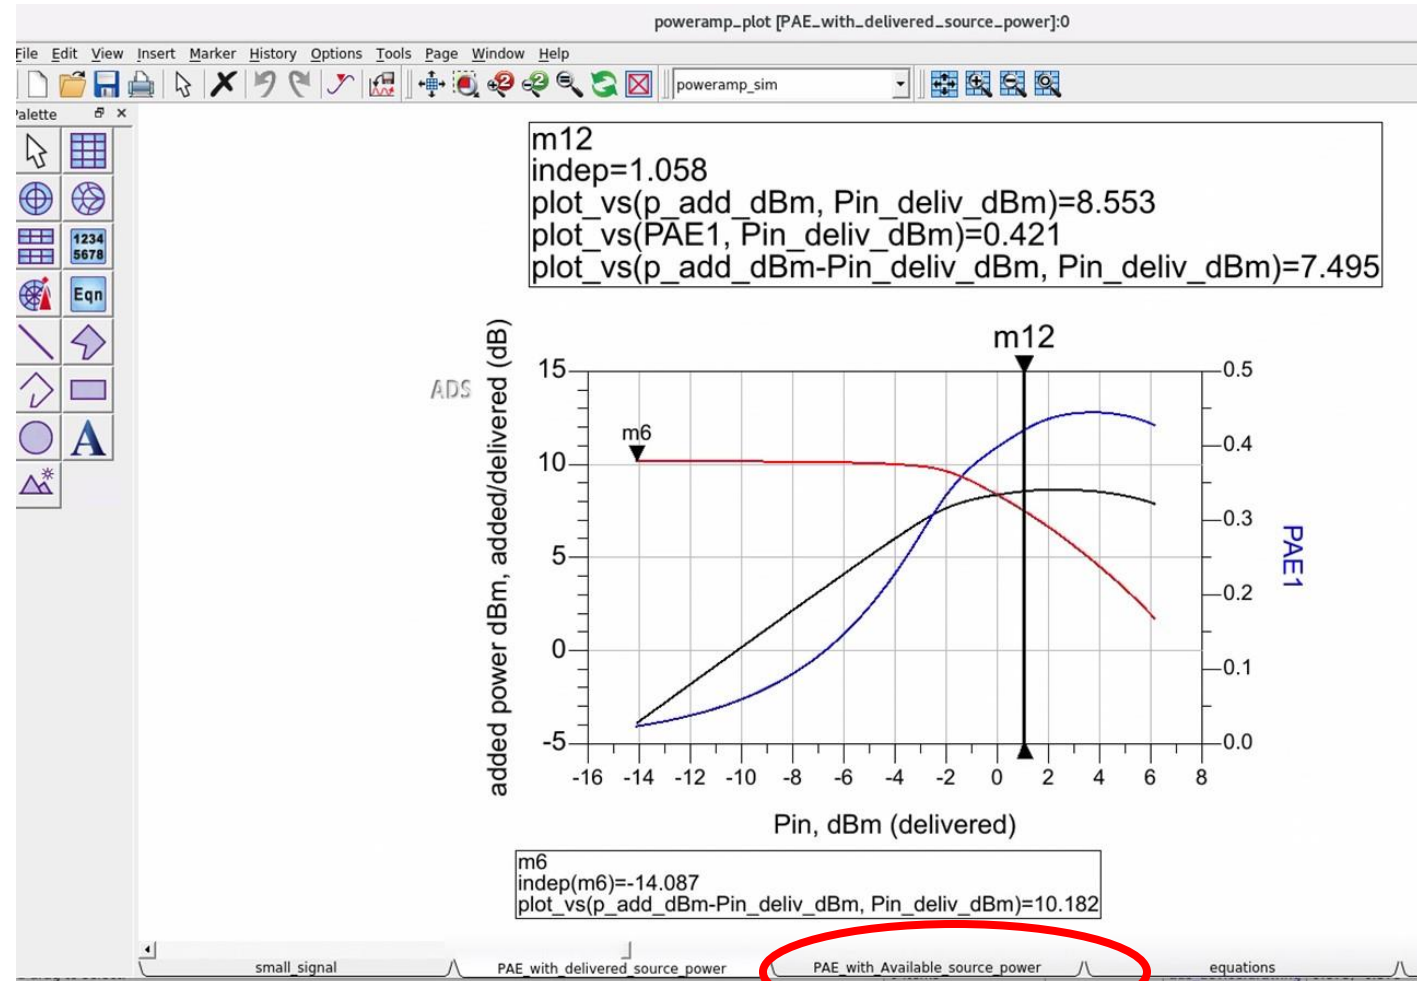 poweramp_plot [PAE_with_delivered_source_power]:0
File Edit View Insert Marker History Options Tools Page Window Help
poweramp_sim
Palette
1234
5678
Eqn
A
m12
indep=1.058
plot_vs(p_add_dBm, Pin_deliv_dBm)=8.553
plot_vs(PAE1, Pin_deliv_dBm)=0.421
plot_vs(p_add_dBm-Pin_deliv_dBm, Pin_deliv_dBm)=7.495
ADS
added power dBm, added/delivered (dB)
m12
m6
15
10
5
0
-5
0.5
0.4
0.3
0.2
0.1
0.0
PAE1
-16 -14 -12 -10 -8 -6 -4 -2 0 2 4 6 8
Pin, dBm (delivered)
m6
indep(m6)=-14.087
plot_vs(p_add_dBm-Pin_deliv_dBm, Pin_deliv_dBm)=10.182
small_signal PAE_with_delivered_source_power PAE_with_Available_source_power equations